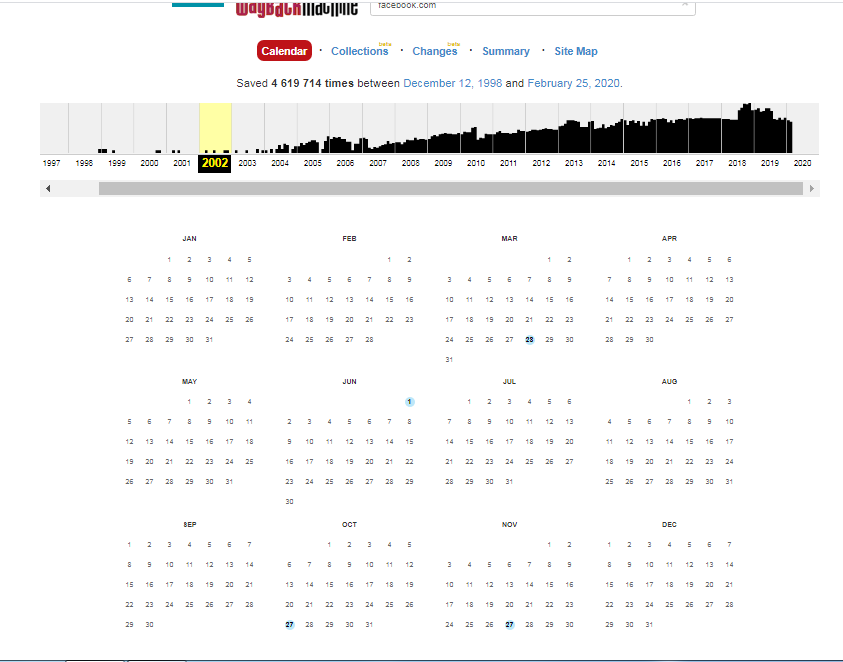 WayBackMachine
facebook.com
Calendar · Collections beta · Changes beta · Summary · Site Map
Saved 4 619 714 times between December 12, 1998 and February 25, 2020.
1997 1998 1999 2000 2001 2002 2003 2004 2005 2006 2007 2008 2009 2010 2011 2012 2013 2014 2015 2016 2017 2018 2019 2020
JAN FEB MAR APR
1 2 3 4 5 1 2 1 2 1 2 3 4 5 6
6 7 8 9 10 11 12 3 4 5 6 7 8 9 3 4 5 6 7 8 9 7 8 9 10 11 12 13
13 14 15 16 17 18 19 10 11 12 13 14 15 16 10 11 12 13 14 15 16 14 15 16 17 18 19 20
20 21 22 23 24 25 26 17 18 19 20 21 22 23 17 18 19 20 21 22 23 21 22 23 24 25 26 27
27 28 29 30 31 24 25 26 27 28 24 25 26 27 28 29 30 28 29 30
31
MAY JUN JUL AUG
1 2 3 4 1 1 2 3 4 5 6 1 2 3
5 6 7 8 9 10 11 2 3 4 5 6 7 8 7 8 9 10 11 12 13 4 5 6 7 8 9 10
12 13 14 15 16 17 18 9 10 11 12 13 14 15 14 15 16 17 18 19 20 11 12 13 14 15 16 17
19 20 21 22 23 24 25 16 17 18 19 20 21 22 21 22 23 24 25 26 27 18 19 20 21 22 23 24
26 27 28 29 30 31 23 24 25 26 27 28 29 28 29 30 31 25 26 27 28 29 30 31
30
SEP OCT NOV DEC
1 2 3 4 5 6 7 1 2 3 4 5 1 2 1 2 3 4 5 6 7
8 9 10 11 12 13 14 6 7 8 9 10 11 12 3 4 5 6 7 8 9 8 9 10 11 12 13 14
15 16 17 18 19 20 21 13 14 15 16 17 18 19 10 11 12 13 14 15 16 15 16 17 18 19 20 21
22 23 24 25 26 27 28 20 21 22 23 24 25 26 17 18 19 20 21 22 23 22 23 24 25 26 27 28
29 30 27 28 29 30 31 24 25 26 27 28 29 30 29 30 31